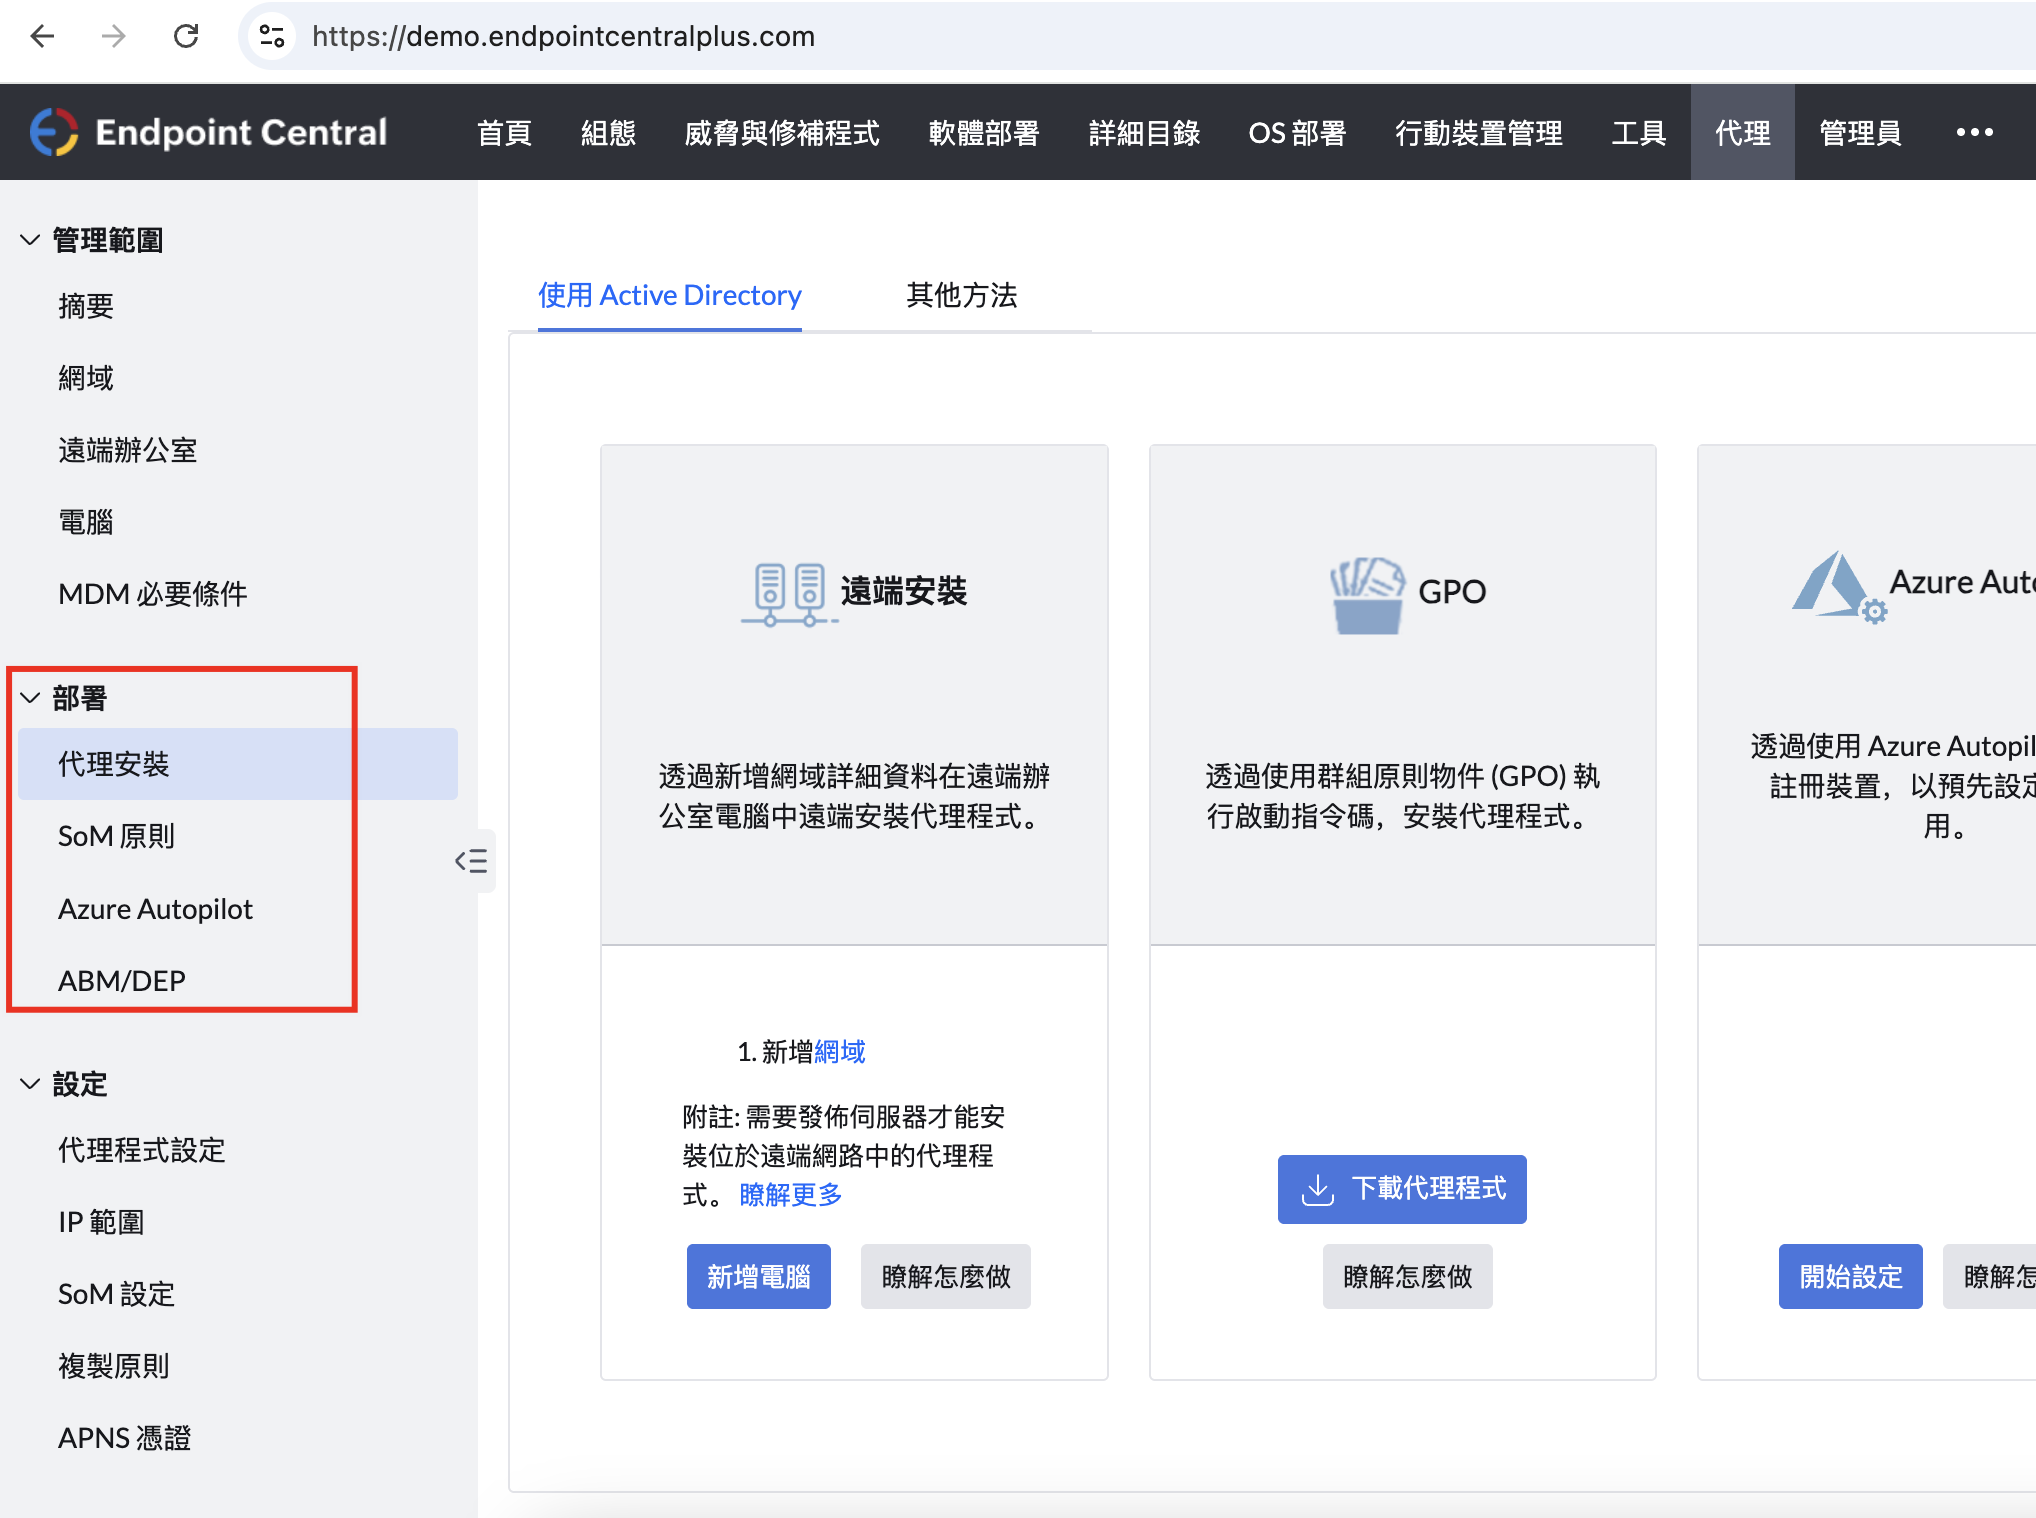 https://demo.endpointcentralplus.com
Endpoint Central
首頁
組態
威脅與修補程式
軟體部署
詳細目錄
OS 部署
行動裝置管理
工具
代理
管理員
管理範圍
摘要
網域
遠端辦公室
電腦
MDM 必要條件
部署
代理安裝
SoM 原則
Azure Autopilot
ABM/DEP
設定
代理程式設定
IP 範圍
SoM 設定
複製原則
APNS 憑證
使用 Active Directory
其他方法
遠端安裝
透過新增網域詳細資料在遠端辦
公室電腦中遠端安裝代理程式。
1. 新增網域
附註: 需要發佈伺服器才能安
裝位於遠端網路中的代理程
式。 瞭解更多
新增電腦
瞭解怎麼做
GPO
透過使用群組原則物件 (GPO) 執
行啟動指令碼，安裝代理程式。
下載代理程式
瞭解怎麼做
Azure Auto
透過使用 Azure Autopil
註冊裝置，以預先設定
用。
開始設定
瞭解怎